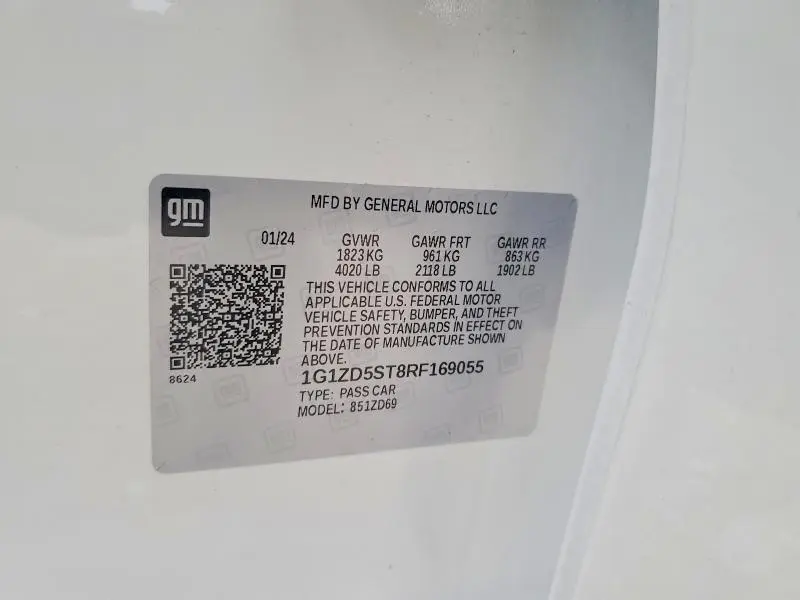 gm
MFD BY GENERAL MOTORS LLC
01/24 GVWR GAWR FRT GAWR RR
1823 KG 961 KG 863 KG
4020 LB 2118 LB 1902 LB
THIS VEHICLE CONFORMS TO ALL
APPLICABLE U.S. FEDERAL MOTOR
VEHICLE SAFETY, BUMPER, AND THEFT
PREVENTION STANDARDS IN EFFECT ON
THE DATE OF MANUFACTURE SHOWN
ABOVE.
8624
1G1ZD5ST8RF169055
TYPE: PASS CAR
MODEL: 851ZD69